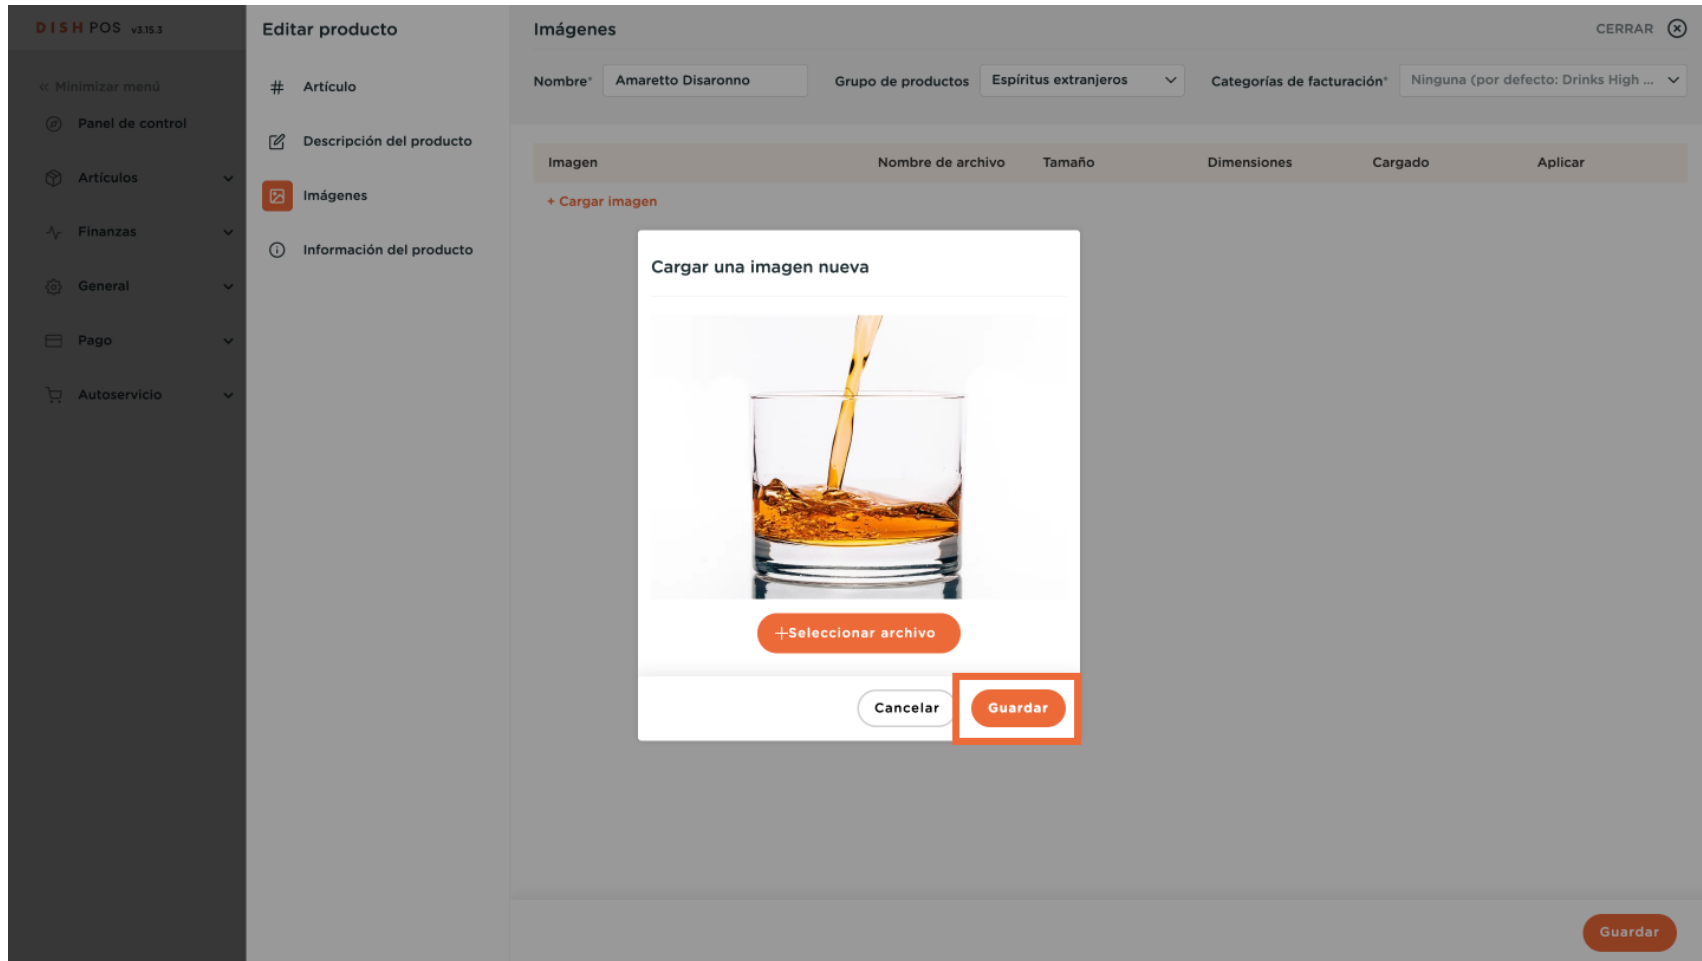 DISH POS v3.15.3
« Minimizar menú
Panel de control
Artículos
Finanzas
General
Pago
Autoservicio
Editar producto
# Artículo
Descripción del producto
Imágenes
Información del producto
Imágenes
CERRAR
Nombre* Amaretto Disaronno Grupo de productos Espíritus extranjeros Categorías de facturación* Ninguna (por defecto: Drinks High ...
Imagen Nombre de archivo Tamaño Dimensiones Cargado Aplicar
+ Cargar imagen
Cargar una imagen nueva
+Seleccionar archivo
Cancelar Guardar
Guardar